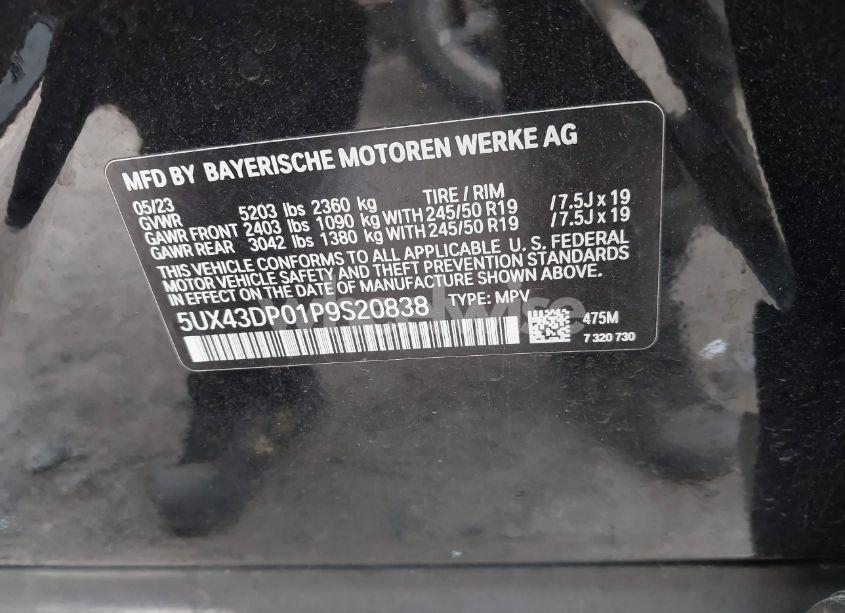 MFD BY BAYERISCHE MOTOREN WERKE AG
05/23 TIRE / RIM
GVWR 5203 lbs 2360 kg
GAWR FRONT 2403 lbs 1090 kg WITH 245/50 R19 /7.5J x 19
GAWR REAR 3042 lbs 1380 kg WITH 245/50 R19 /7.5J x 19
THIS VEHICLE CONFORMS TO ALL APPLICABLE U. S. FEDERAL
MOTOR VEHICLE SAFETY AND THEFT PREVENTION STANDARDS
IN EFFECT ON THE DATE OF MANUFACTURE SHOWN ABOVE.
5UX43DP01P9S20838 TYPE: MPV
475M
7 320 730